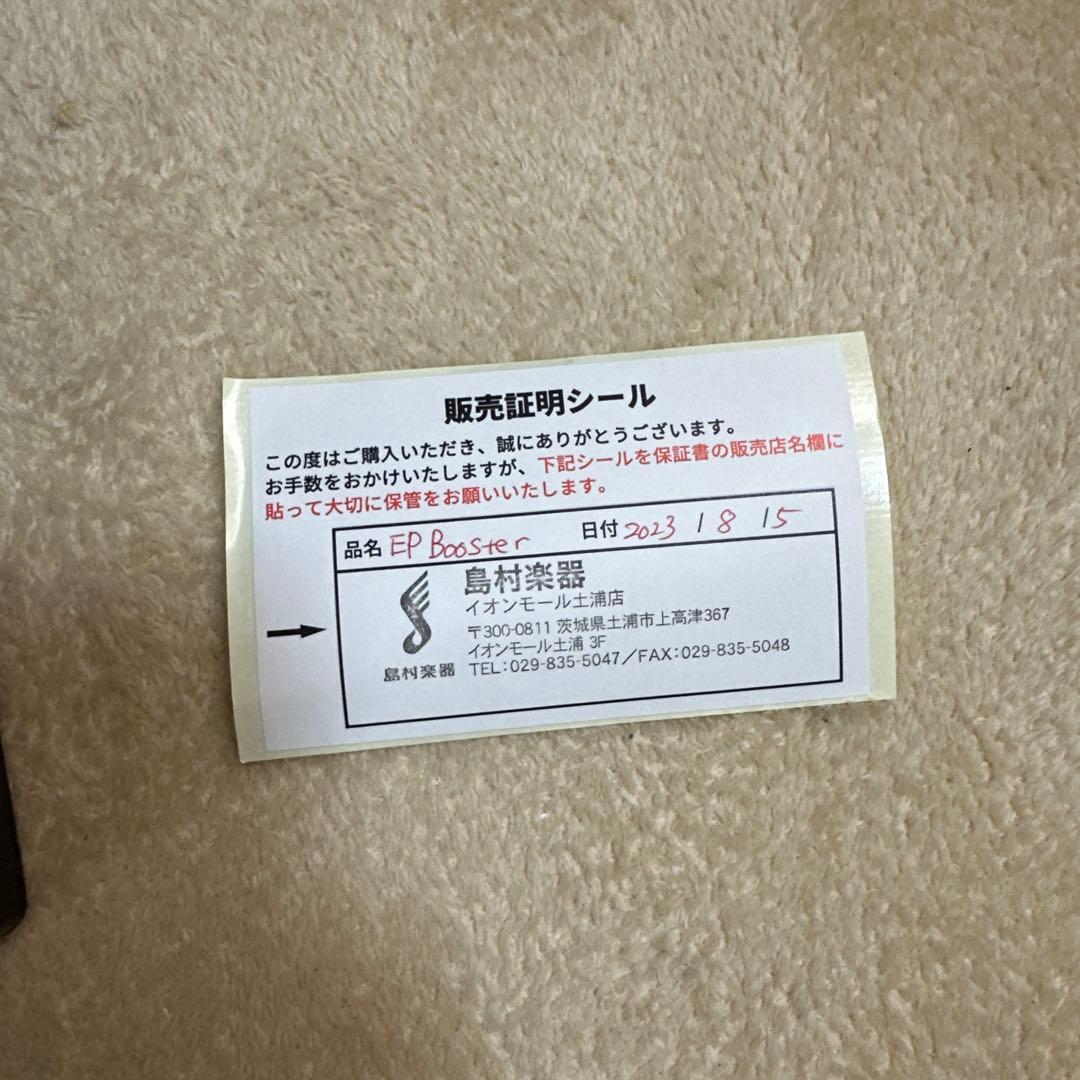 販売証明シール
この度はご購入いただき、誠にありがとうございます。
お手数をおかけいたしますが、下記シールを保証書の販売店名欄に
貼って大切に保管をお願いいたします。
品名 EP Booster 日付 2023 / 8 / 15
島村楽器
イオンモール土浦店
〒300-0811 茨城県土浦市上高津367
イオンモール土浦 3F
島村楽器 TEL:029-835-5047/FAX:029-835-5048